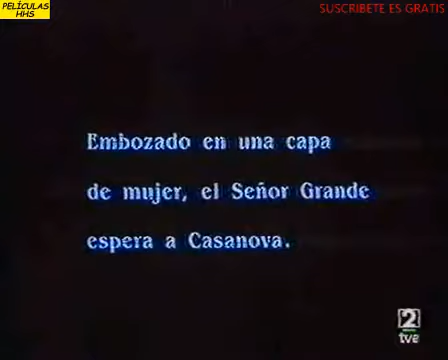 PELÍCULAS
HHS
SUSCRIBETE ES GRATIS
Embozado en una capa
de mujer, el Señor Grande
espera a Casanova.
2
tve